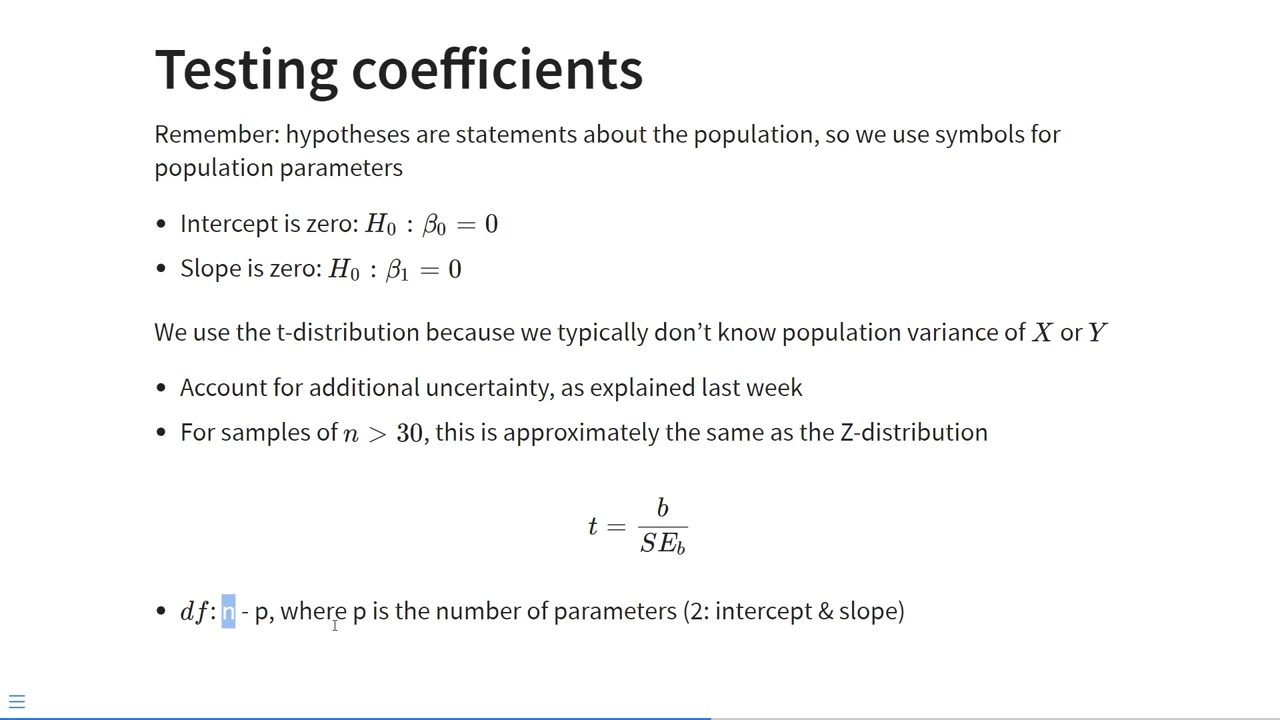 Testing coefficients
Remember: hypotheses are statements about the population, so we use symbols for
population parameters
• Intercept is zero: H₀ : β₀ = 0
• Slope is zero: H₀ : β₁ = 0
We use the t-distribution because we typically don’t know population variance of X or Y
• Account for additional uncertainty, as explained last week
• For samples of n > 30, this is approximately the same as the Z-distribution
t = b / SE_b
• df: n - p, where p is the number of parameters (2: intercept & slope)